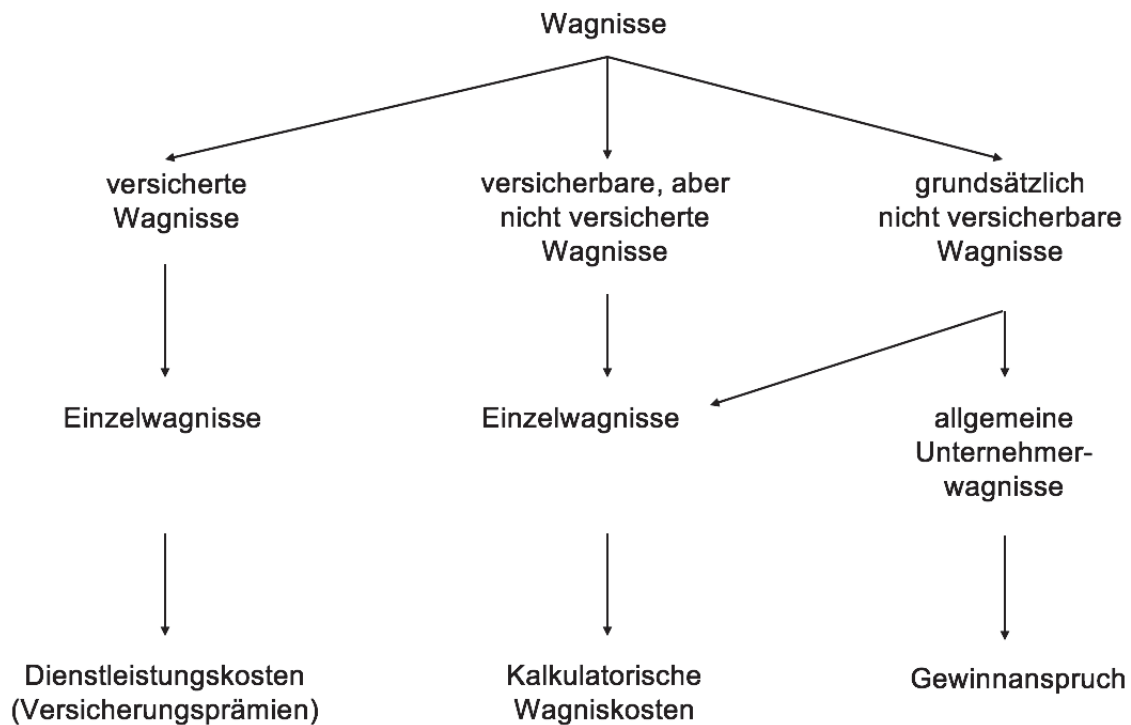 Wagnisse
versicherte
Wagnisse
versicherbare, aber
nicht versicherte
Wagnisse
grundsätzlich
nicht versicherbare
Wagnisse
Einzelwagnisse
Einzelwagnisse
allgemeine
Unternehmer-
wagnisse
Dienstleistungskosten
(Versicherungsprämien)
Kalkulatorische
Wagniskosten
Gewinnanspruch